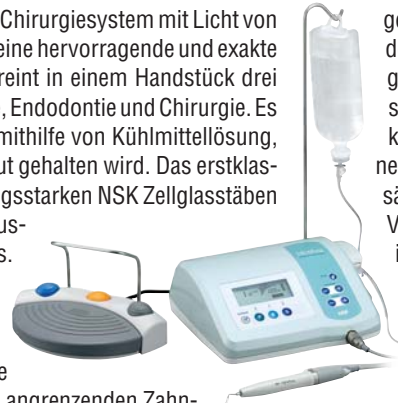 Chirurgiesystem mit Licht von
eine hervorragende und exakte
reint in einem Handstück drei
, Endodontie und Chirurgie. Es
mithilfe von Kühlmittellösung,
ut gehalten wird. Das erstklas-
gsstarken NSK Zellglasstäben
us-
s.
e
angrenzenden Zahn-
ge
d
g
s
k
ne
sä
V
i